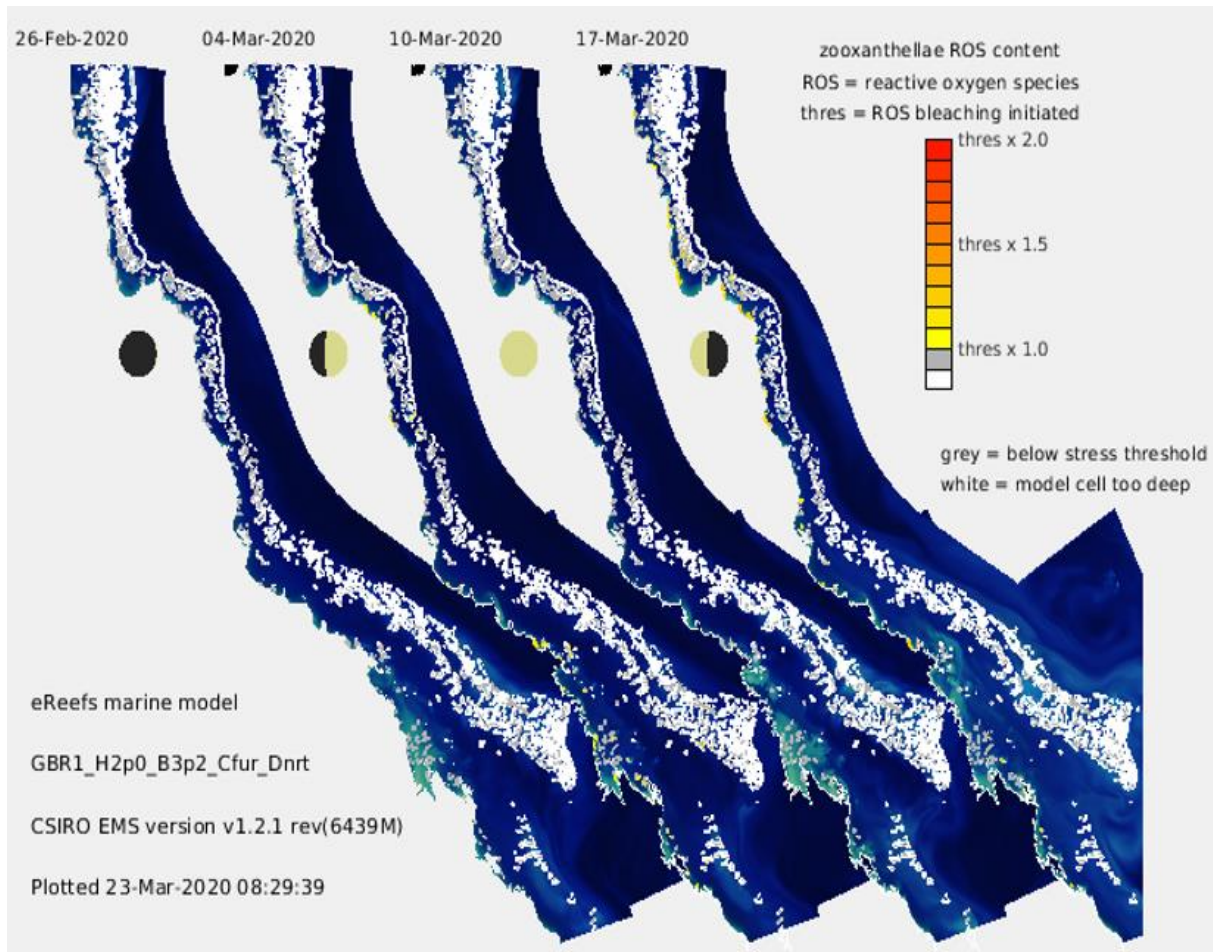 26-Feb-2020 04-Mar-2020 10-Mar-2020 17-Mar-2020
zooxanthellae ROS content
ROS = reactive oxygen species
thres = ROS bleaching initiated
thres x 2.0
thres x 1.5
thres x 1.0
grey = below stress threshold
white = model cell too deep
eReefs marine model
GBR1_H2p0_B3p2_Cfur_Dnrt
CSIRO EMS version v1.2.1 rev(6439M)
Plotted 23-Mar-2020 08:29:39